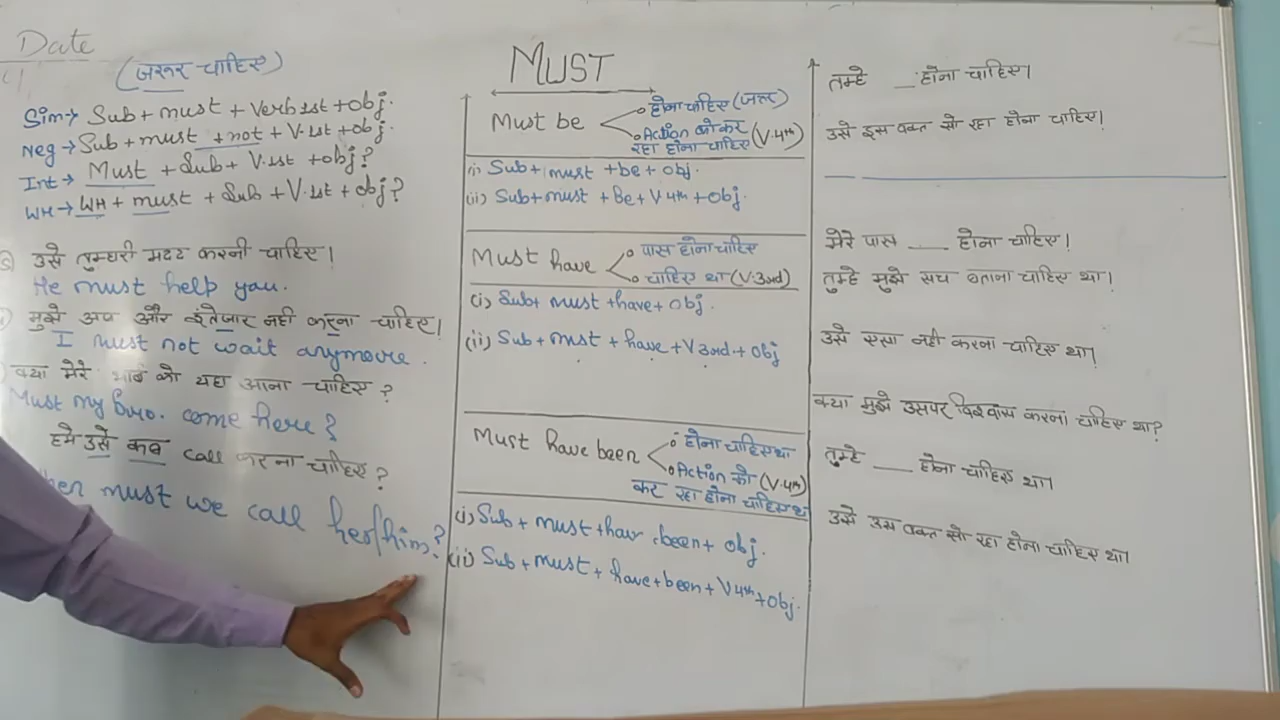 Date
(जरूर चाहिए)
Sim→ Sub + must + Verb 1st + obj.
Neg → Sub + must + not + V.1st + obj.
Int → Must + Sub + V.1st + obj?
WH → WH + must + Sub + V.1st + obj?
उसे तुम्हारी मदद करनी चाहिए।
He must help you.
मुझे अब और इंतेजार नही करना चाहिए।
I must not wait anymore.
क्या मेरे भाई को यहा आना चाहिए?
Must my bro. come here?
हमे उसे कब call करना चाहिए?
must we call her/him?
MUST
Must be
होना चाहिए (जरूर)
Action को कर
रहा होना चाहिए (V.4th)
(i) Sub + must + be + obj.
(ii) Sub + must + Be + V 4th + obj.
Must have
पास होना चाहिए
चाहिए था (V.3rd)
(i) Sub + must + have + obj.
(ii) Sub + must + have + V 3rd + obj
Must have been
होना चाहिए था
Action को (V.4th)
कर रहा होना चाहिए
(i) Sub + must + hav been + obj.
(ii) Sub + must + have + been + V 4th + obj.
तुम्हे __ होना चाहिए।
उसे इस वक्त सो रहा होना चाहिए।
मेरे पास ___ होना चाहिए।
तुम्हे मुझे सच बताना चाहिए था।
उसे एसा नही करना चाहिए था।
क्या मुझे उसपर विश्वास करना चाहिए था?
तुम्हे ___ होना चाहिए था।
उसे उस वक्त सो रहा होना चाहिए था।